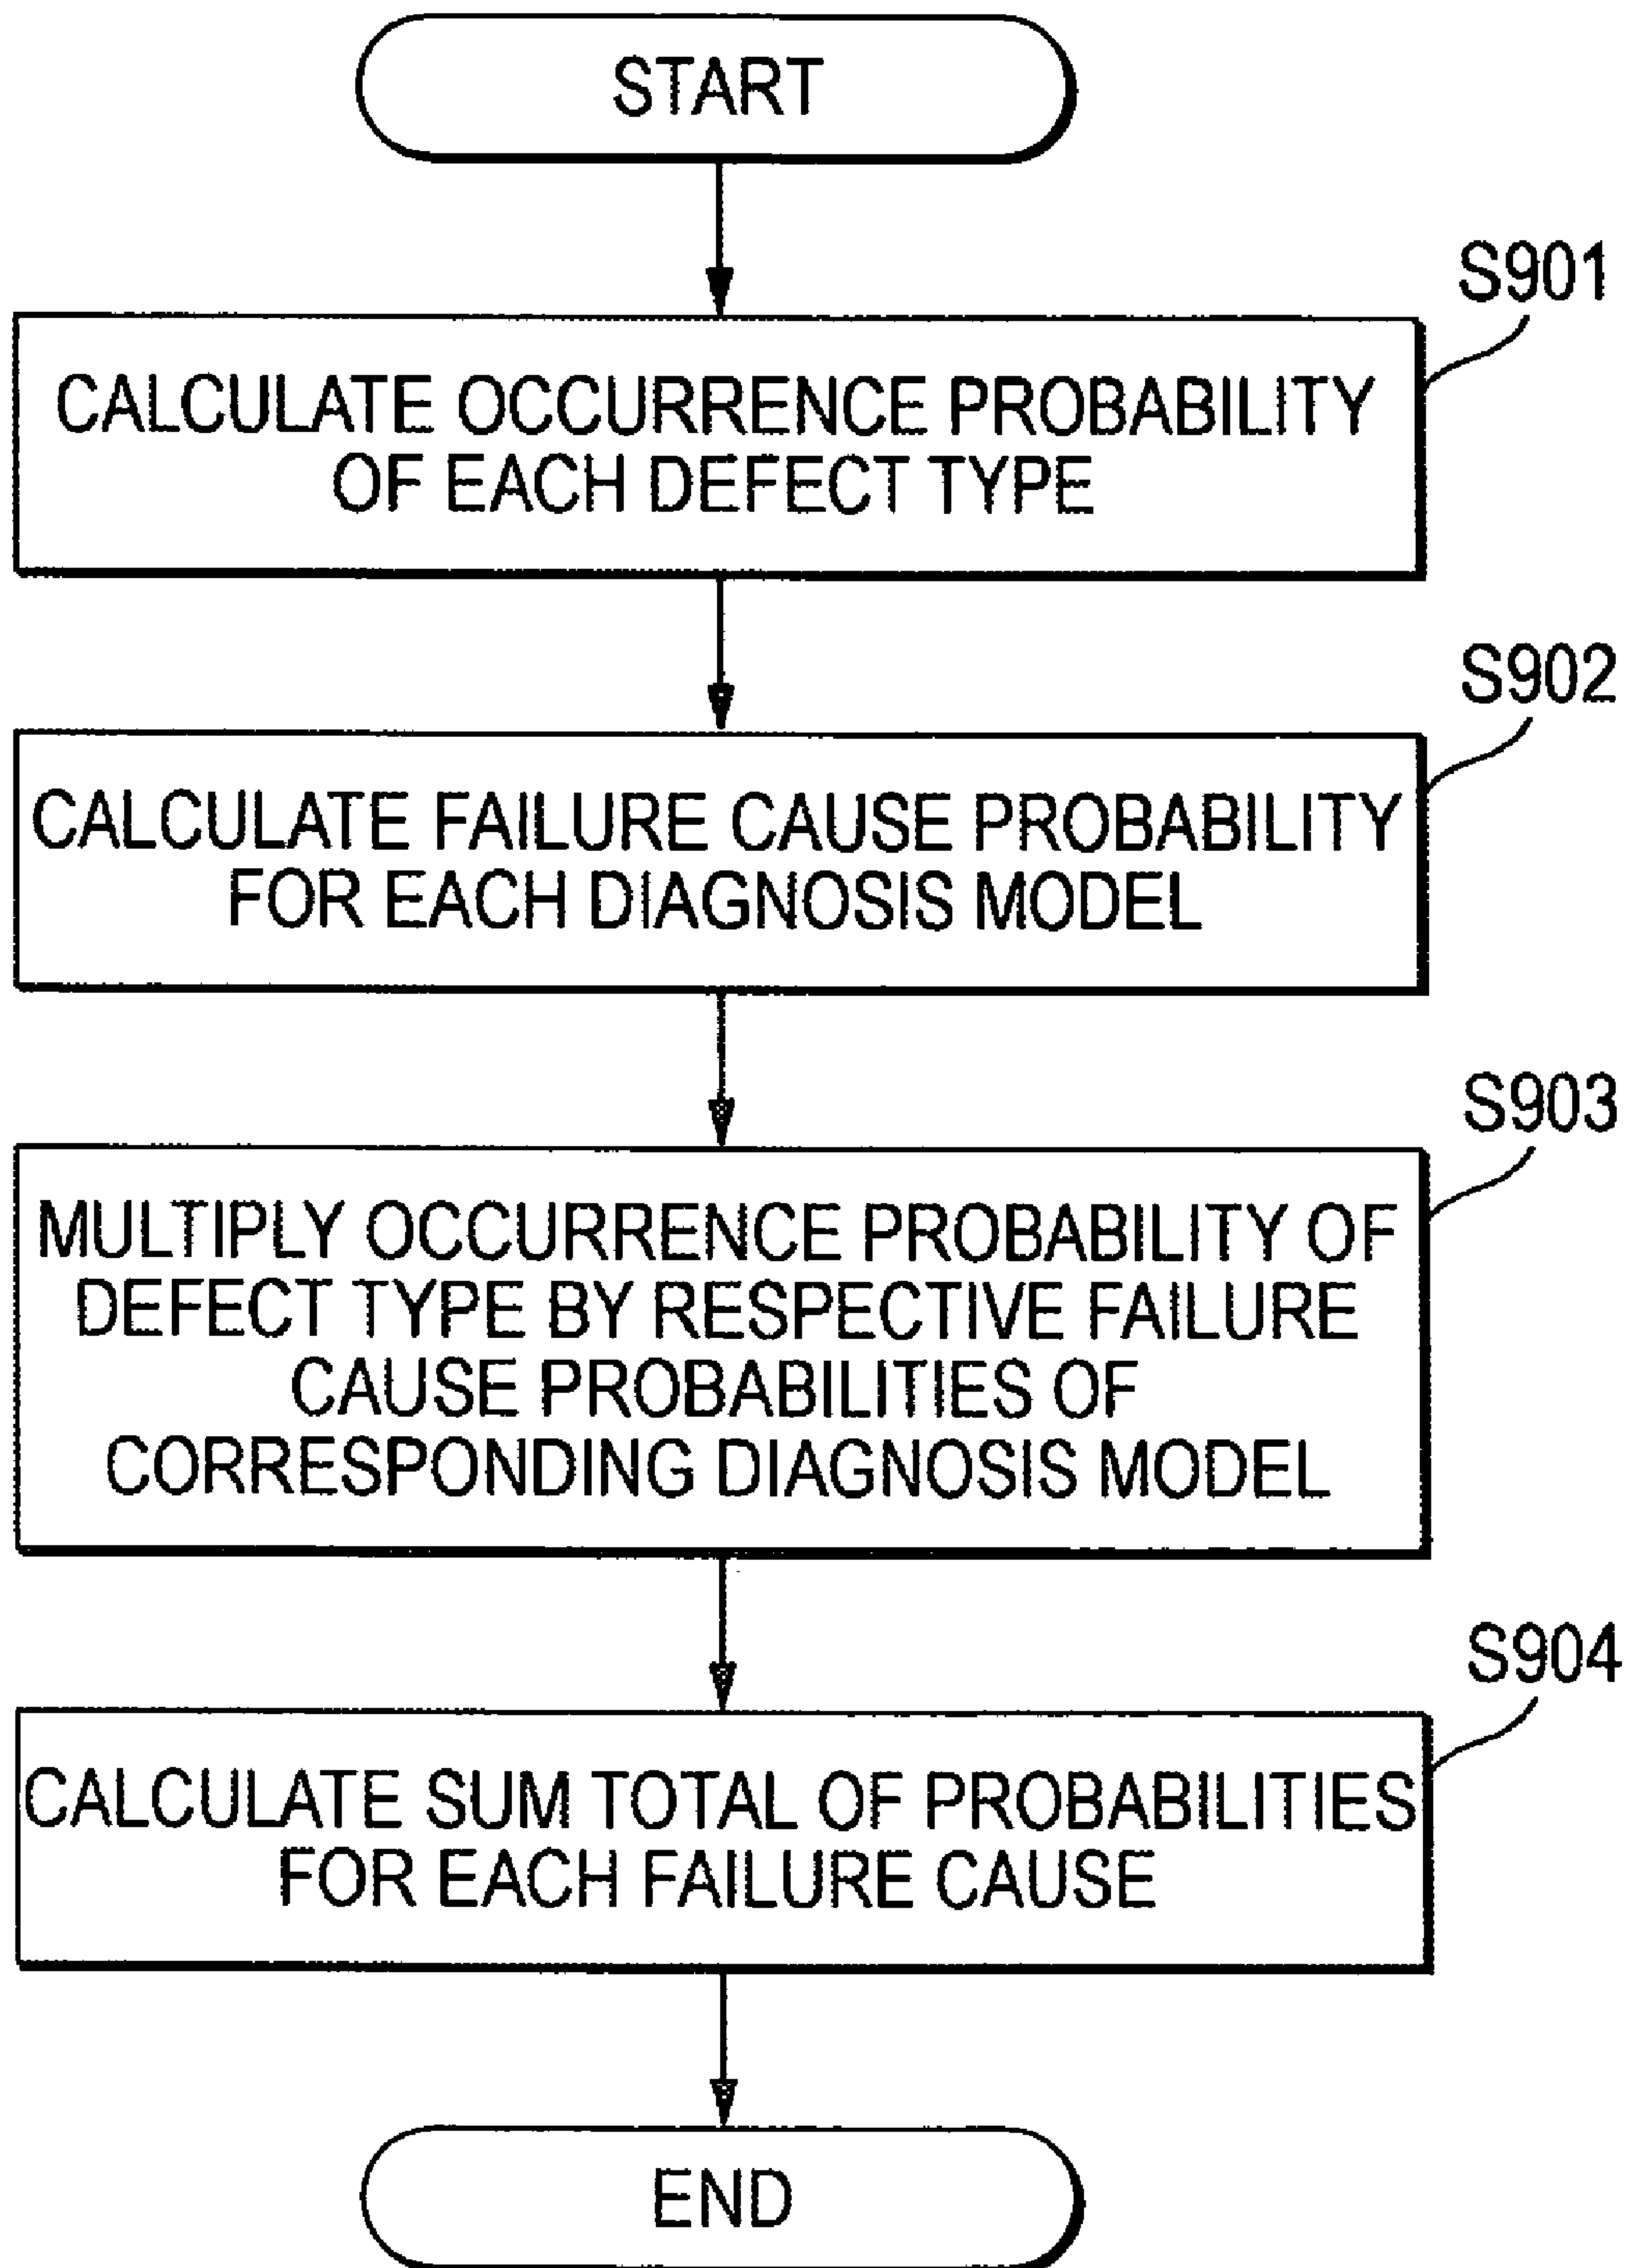 START
S901
CALCULATE OCCURRENCE PROBABILITY
OF EACH DEFECT TYPE
S902
CALCULATE FAILURE CAUSE PROBABILITY
FOR EACH DIAGNOSIS MODEL
S903
MULTIPLY OCCURRENCE PROBABILITY OF
DEFECT TYPE BY RESPECTIVE FAILURE
CAUSE PROBABILITIES OF
CORRESPONDING DIAGNOSIS MODEL
S904
CALCULATE SUM TOTAL OF PROBABILITIES
FOR EACH FAILURE CAUSE
END